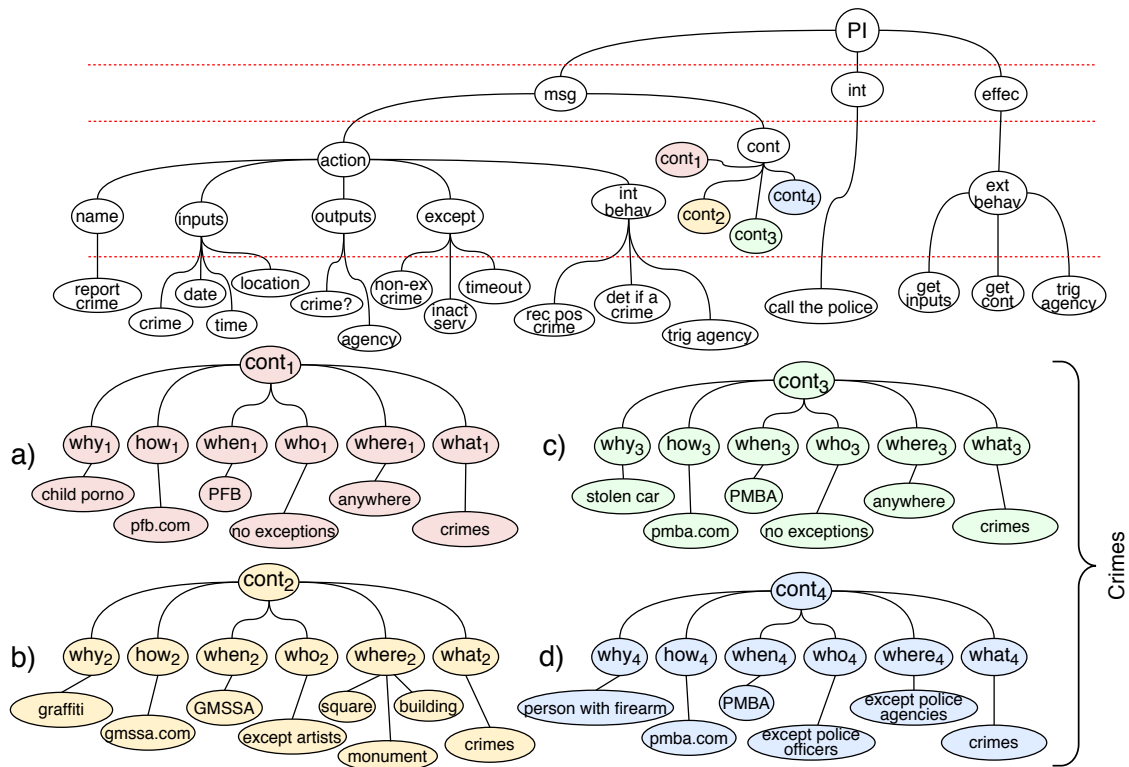 PI
msg
int
effec
action
cont
cont1
cont2
cont3
cont4
name
inputs
outputs
except
int
behav
ext
behav
report
crime
crime
date
time
location
crime?
agency
non-ex
crime
inact
serv
timeout
rec pos
crime
det if a
crime
trig agency
call the police
get
inputs
get
cont
trig
agency
a)
cont1
why1
how1
when1
who1
where1
what1
child porno
pfb.com
PFB
no exceptions
anywhere
crimes
c)
cont3
why3
how3
when3
who3
where3
what3
stolen car
pmba.com
PMBA
no exceptions
anywhere
crimes
b)
cont2
why2
how2
when2
who2
where2
what2
graffiti
gmssa.com
GMSSA
except artists
square
monument
building
crimes
d)
cont4
why4
how4
when4
who4
where4
what4
person with firearm
pmba.com
PMBA
except police
officers
except police
agencies
crimes
Crimes